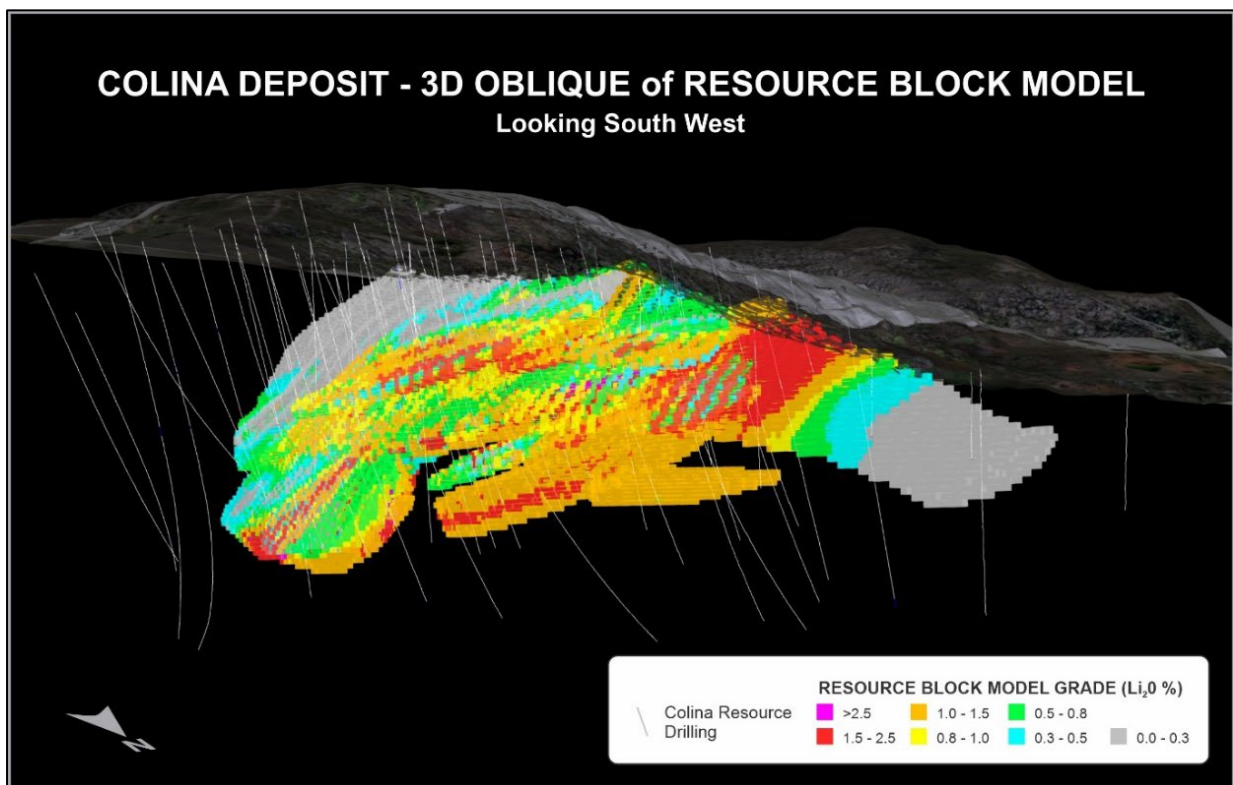 COLINA DEPOSIT - 3D OBLIQUE of RESOURCE BLOCK MODEL
Looking South West
N
Colina Resource
Drilling
RESOURCE BLOCK MODEL GRADE (Li₂0 %)
>2.5
1.0 - 1.5
0.5 - 0.8
1.5 - 2.5
0.8 - 1.0
0.3 - 0.5
0.0 - 0.3